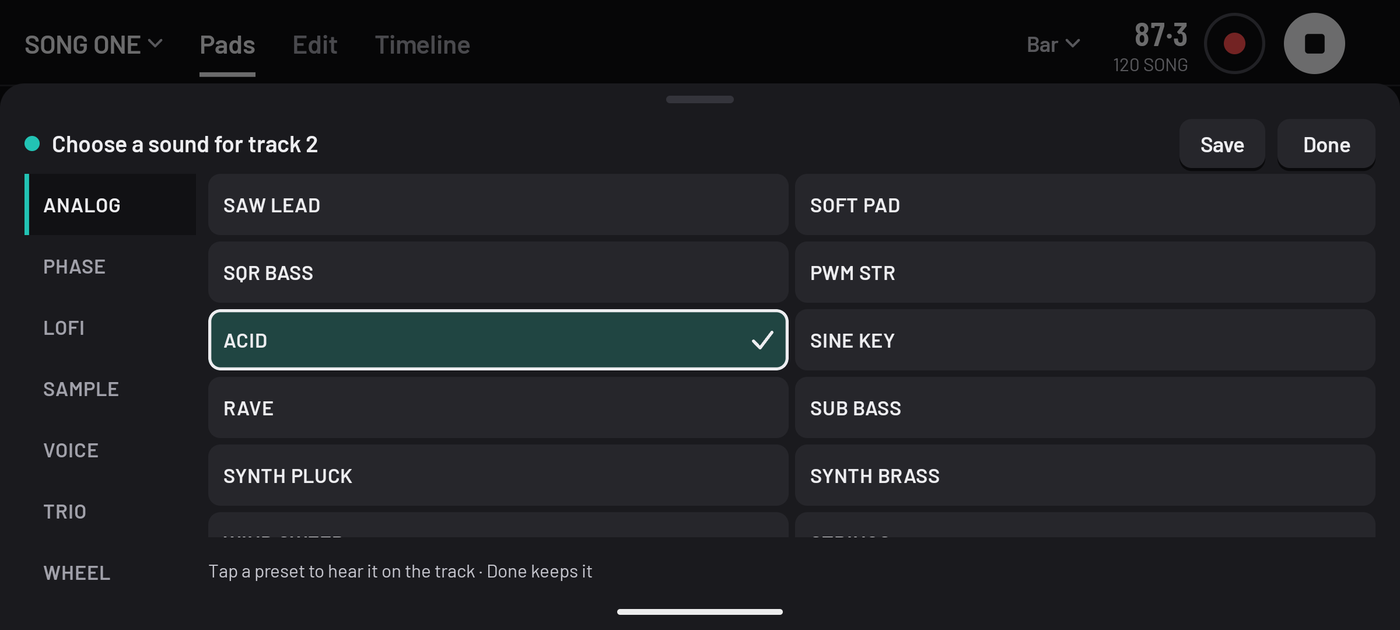 SONG ONE Pads Edit Timeline Bar 87·3
120 SONG
Choose a sound for track 2 Save Done
ANALOG SAW LEAD SOFT PAD
PHASE SQR BASS PWM STR
LOFI ACID SINE KEY
SAMPLE RAVE SUB BASS
VOICE SYNTH PLUCK SYNTH BRASS
TRIO
WHEEL
Tap a preset to hear it on the track · Done keeps it